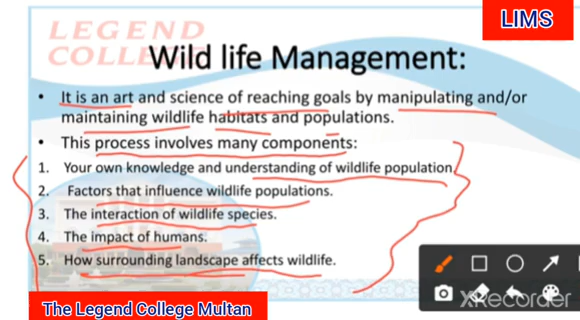 LEGEND
LIMS
COLLE
Wild life Management:
• It is an art and science of reaching goals by manipulating and/or
maintaining wildlife habitats and populations.
• This process involves many components:
1. Your own knowledge and understanding of wildlife population.
2. Factors that influence wildlife populations.
3. The interaction of wildlife species.
4. The impact of humans.
5. How surrounding landscape affects wildlife.
The Legend College Multan
XRecorder